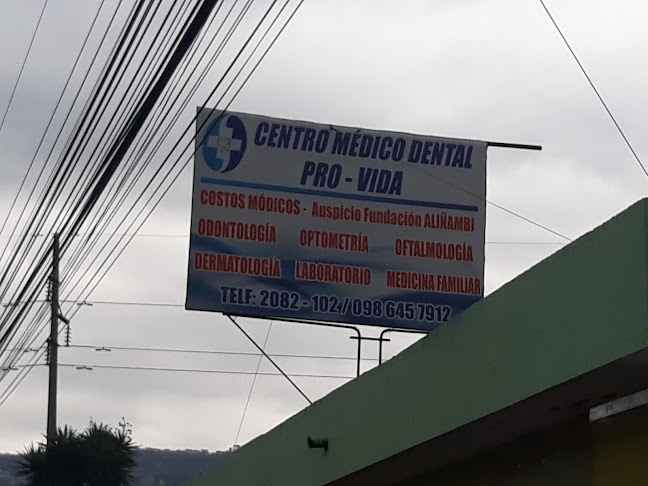 CENTRO MÉDICO DENTAL
PRO - VIDA
COSTOS MÓDICOS - Auspicio Fundación ALIÑAMBI
ODONTOLOGÍA OPTOMETRÍA OFTALMOLOGÍA
DERMATOLOGÍA LABORATORIO MEDICINA FAMILIAR
TELF: 2082 - 102 / 098 645 7912